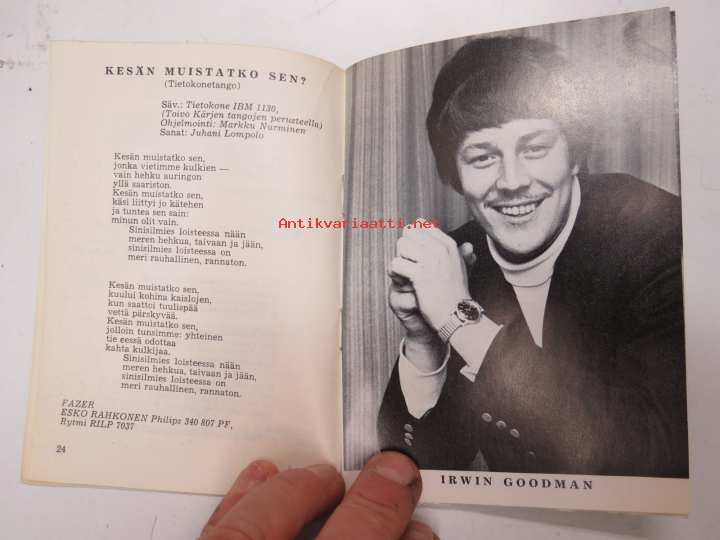 KESÄN MUISTATKO SEN?
(Tietokonetango)
Säv.: Tietokone IBM 1130,
(Toivo Kärjen tangojen perusteella)
Ohjelmointi: Markku Nurminen
Sanat: Juhani Lompolo
Kesän muistatko sen,
jonka vietimme kulkien —
vain hehku auringon
yllä saariston.
Kesän muistatko sen,
käsi liittyi jo kätehen
ja tuntea sen sain:
minun olit vain.
Sinisilmies loisteessa nään
meren hehkua, taivaan ja jään,
sinisilmies loisteessa on
meri rauhallinen, rannaton.
Kesän muistatko sen,
kuului kohina kaislojen,
kun saattoi tuulispää
vettä pärskyvää.
Kesän muistatko sen,
jolloin tunsimme: yhteinen
tie eessä odottaa
kahta kulkijaa.
Sinisilmies loisteessa nään
meren hehkua, taivaan ja jään,
sinisilmies loisteessa on
meri rauhallinen, rannaton.
FAZER
ESKO RAHKONEN Philips 340 807 PF,
Rytmi RILP 7037
24
IRWIN GOODMAN
Antikvariaatti.net